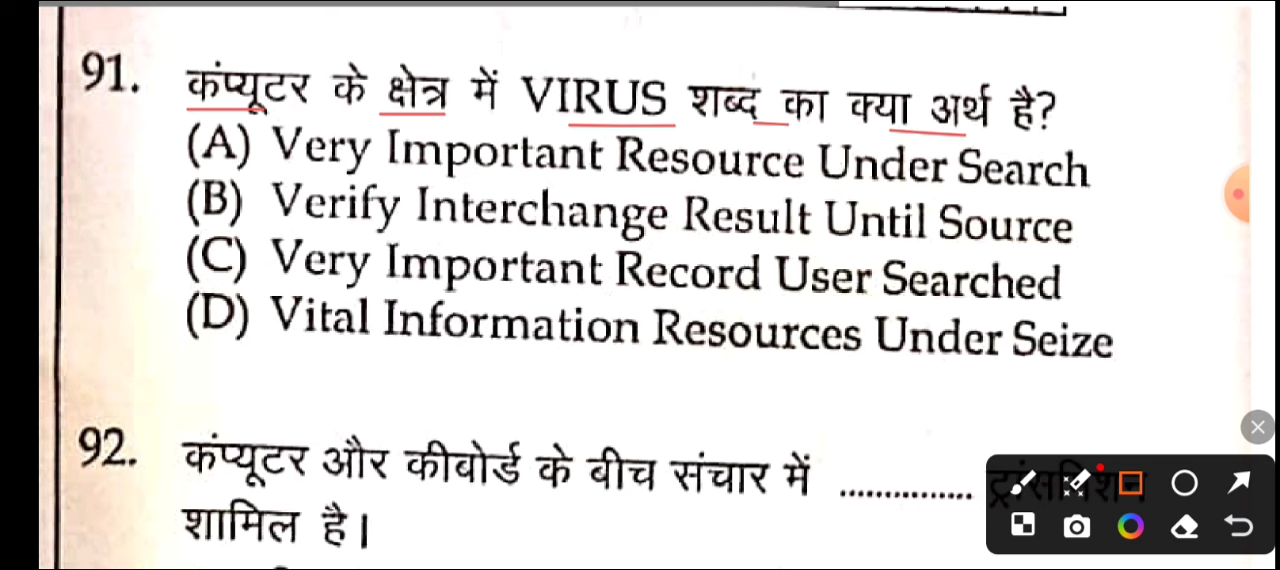 91. कंप्यूटर के क्षेत्र में VIRUS शब्द का क्या अर्थ है?
(A) Very Important Resource Under Search
(B) Verify Interchange Result Until Source
(C) Very Important Record User Searched
(D) Vital Information Resources Under Seize
92. कंप्यूटर और कीबोर्ड के बीच संचार में ...............
शामिल है।